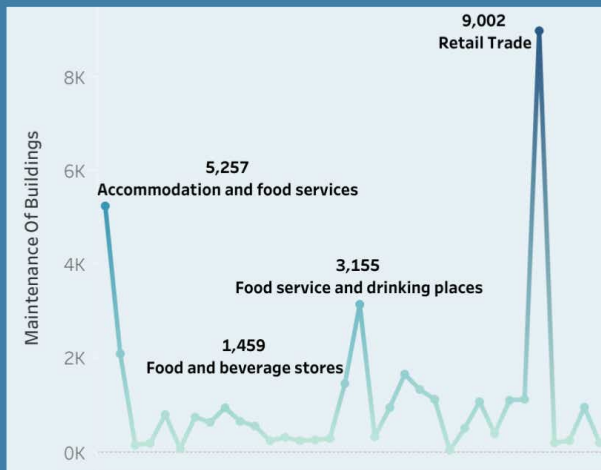 9,002
Retail Trade
8K
5,257
6K
Accommodation and food services
Maintenance Of Buildings
4K
3,155
Food service and drinking places
1,459
2K
Food and beverage stores
0K